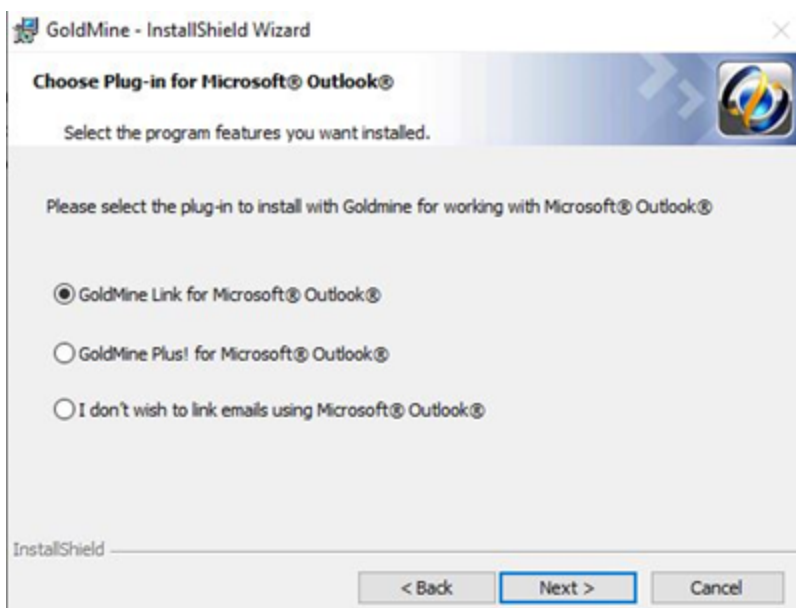 GoldMine - InstallShield Wizard
Choose Plug-in for Microsoft® Outlook®
Select the program features you want installed.
Please select the plug-in to install with Goldmine for working with Microsoft® Outlook®
GoldMine Link for Microsoft® Outlook®
GoldMine Plus! for Microsoft® Outlook®
I don't wish to link emails using Microsoft® Outlook®
InstallShield
< Back Next > Cancel